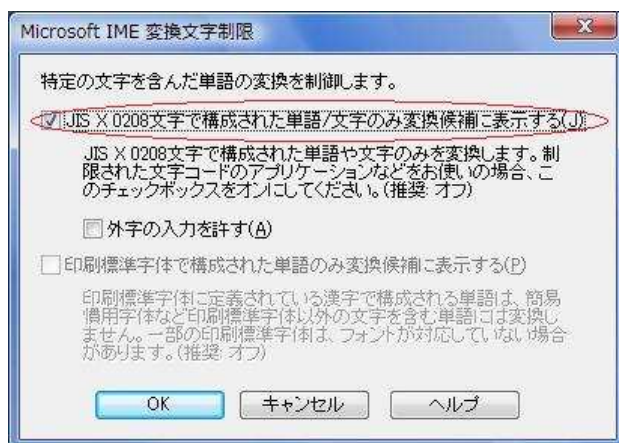 Microsoft IME 変換文字制限
特定の文字を含んだ単語の変換を制御します。
JIS X 0208文字で構成された単語/文字のみ変換候補に表示する(J)
JIS X 0208文字で構成された単語や文字のみを変換します。制
限された文字コードのアプリケーションなどをお使いの場合、こ
のチェックボックスをオンにしてください。(推奨: オフ)
外字の入力を許す(A)
印刷標準字体で構成された単語のみ変換候補に表示する(P)
印刷標準字体に定義されている漢字で構成される単語は、簡易
慣用字体など印刷標準字体以外の文字を含む単語には変換し
ません。一部の印刷標準字体は、フォントが対応していない場合
があります。(推奨: オフ)
OK
キャンセル
ヘルプ